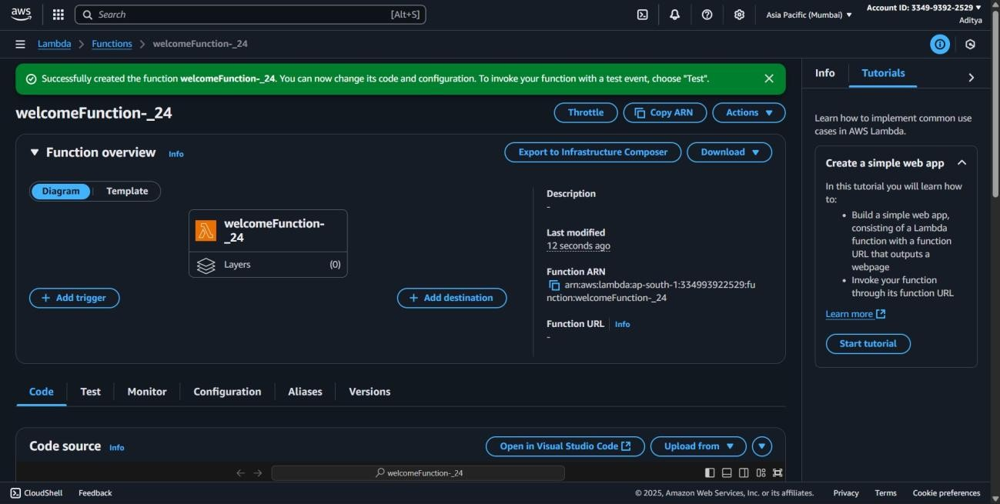 aws
Search
[Alt+S]
Asia Pacific (Mumbai) ▼
Account ID: 3349-9392-2529 ▼
Aditya
Lambda > Functions > welcomeFunction-_24
Successfully created the function welcomeFunction-_24. You can now change its code and configuration. To invoke your function with a test event, choose "Test".
welcomeFunction-_24
Throttle
Copy ARN
Actions ▼
▼ Function overview Info
Export to Infrastructure Composer
Download ▼
Diagram
Template
welcomeFunction-
_24
Layers (0)
+ Add trigger
+ Add destination
Description
-
Last modified
12 seconds ago
Function ARN
arn:aws:lambda:ap-south-1:334993922529:fu
nction:welcomeFunction-_24
Function URL Info
-
Code
Test
Monitor
Configuration
Aliases
Versions
Code source Info
Open in Visual Studio Code
Upload from ▼
welcomeFunction-_24
Info
Tutorials
Learn how to implement common use
cases in AWS Lambda.
Create a simple web app
In this tutorial you will learn how
to:
• Build a simple web app,
consisting of a Lambda
function with a function
URL that outputs a
webpage
• Invoke your function
through its function URL
Learn more
Start tutorial
CloudShell
Feedback
© 2025, Amazon Web Services, Inc. or its affiliates.
Privacy
Terms
Cookie preferences